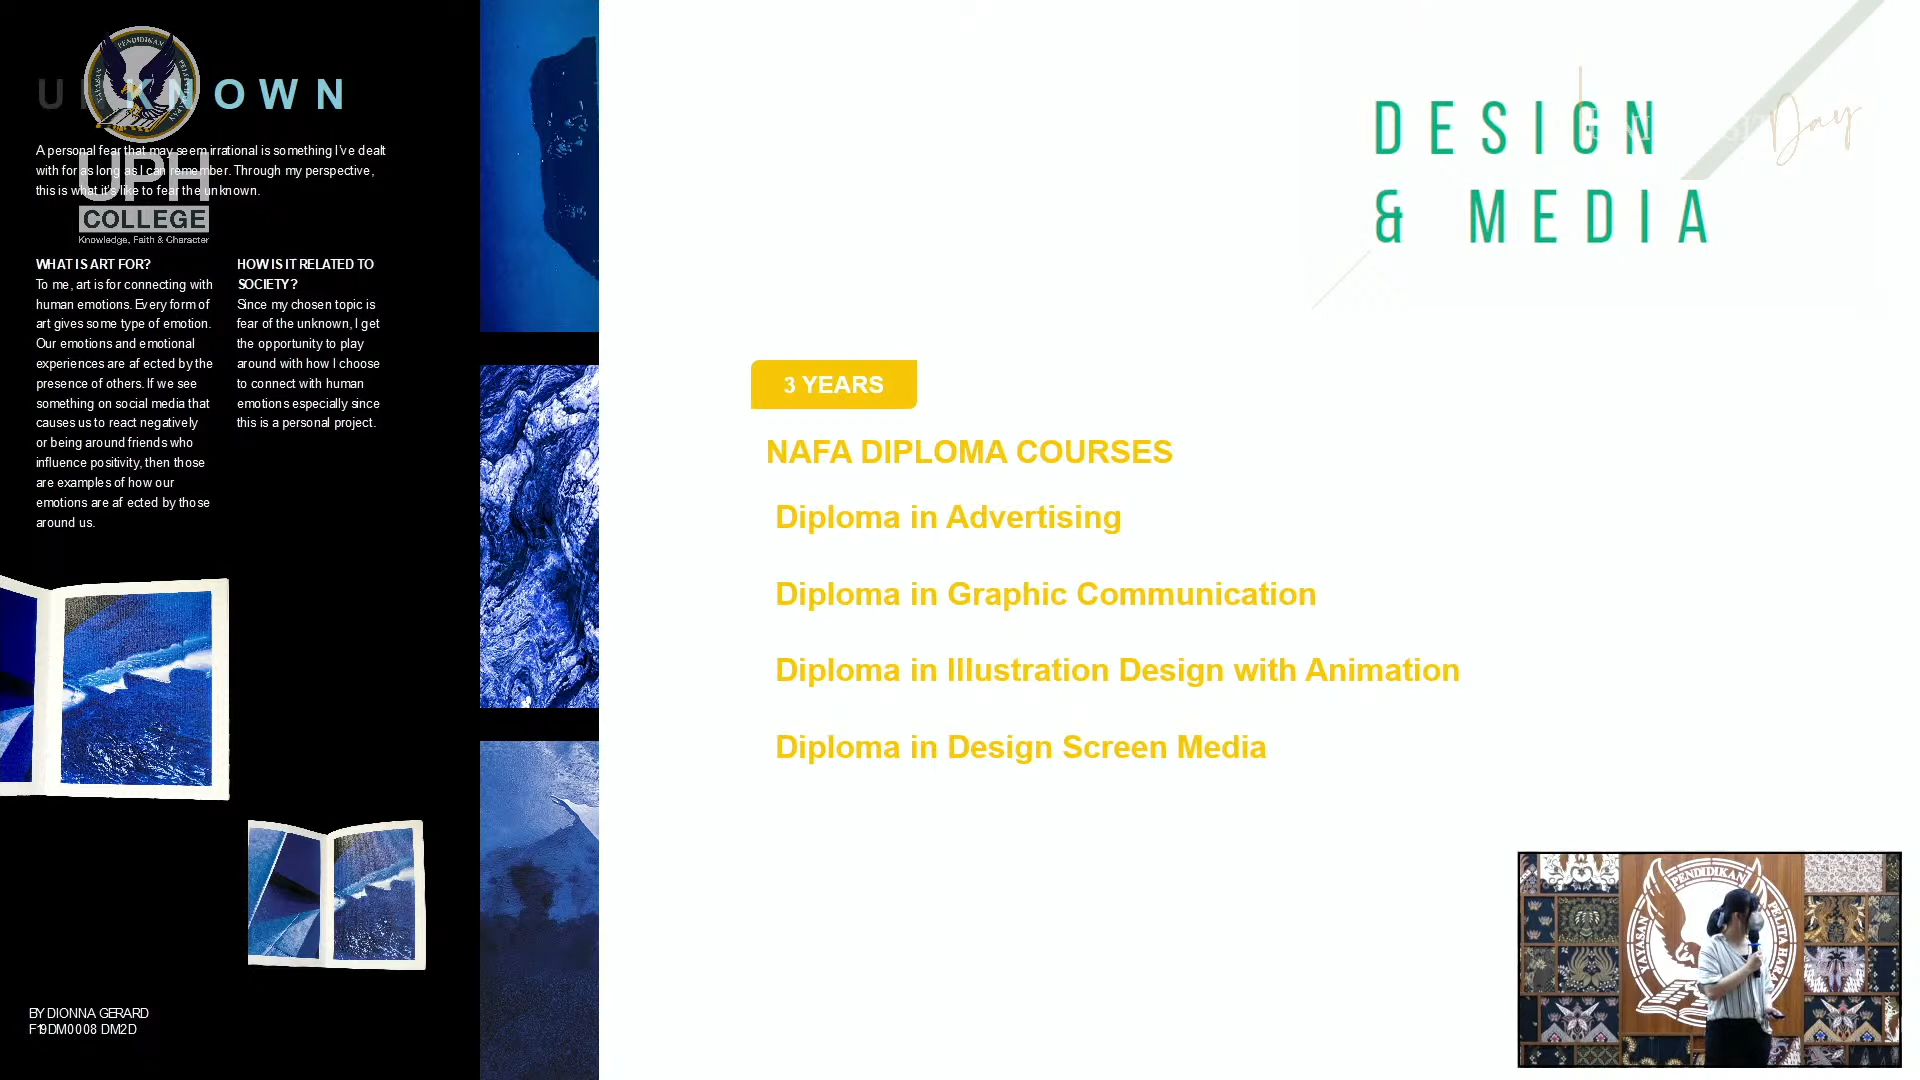 UNKNOWN
A personal fear that may seem irrational is something I've dealt
with for as long as I can remember. Through my perspective,
this is what it's like to fear the unknown.
UPH
COLLEGE
Knowledge, Faith & Character
WHAT IS ART FOR?
To me, art is for connecting with
human emotions. Every form of
art gives some type of emotion.
Our emotions and emotional
experiences are af ected by the
presence of others. If we see
something on social media that
causes us to react negatively
or being around friends who
influence positivity, then those
are examples of how our
emotions are af ected by those
around us.
HOW IS IT RELATED TO
SOCIETY?
Since my chosen topic is
fear of the unknown, I get
the opportunity to play
around with how I choose
to connect with human
emotions especially since
this is a personal project.
BY DIONNA GERARD
F19DM0008 DM2D
DESIGN
& MEDIA
Day
3 YEARS
NAFA DIPLOMA COURSES
Diploma in Advertising
Diploma in Graphic Communication
Diploma in Illustration Design with Animation
Diploma in Design Screen Media
YAYASAN PENDIDIKAN PELITA HARA